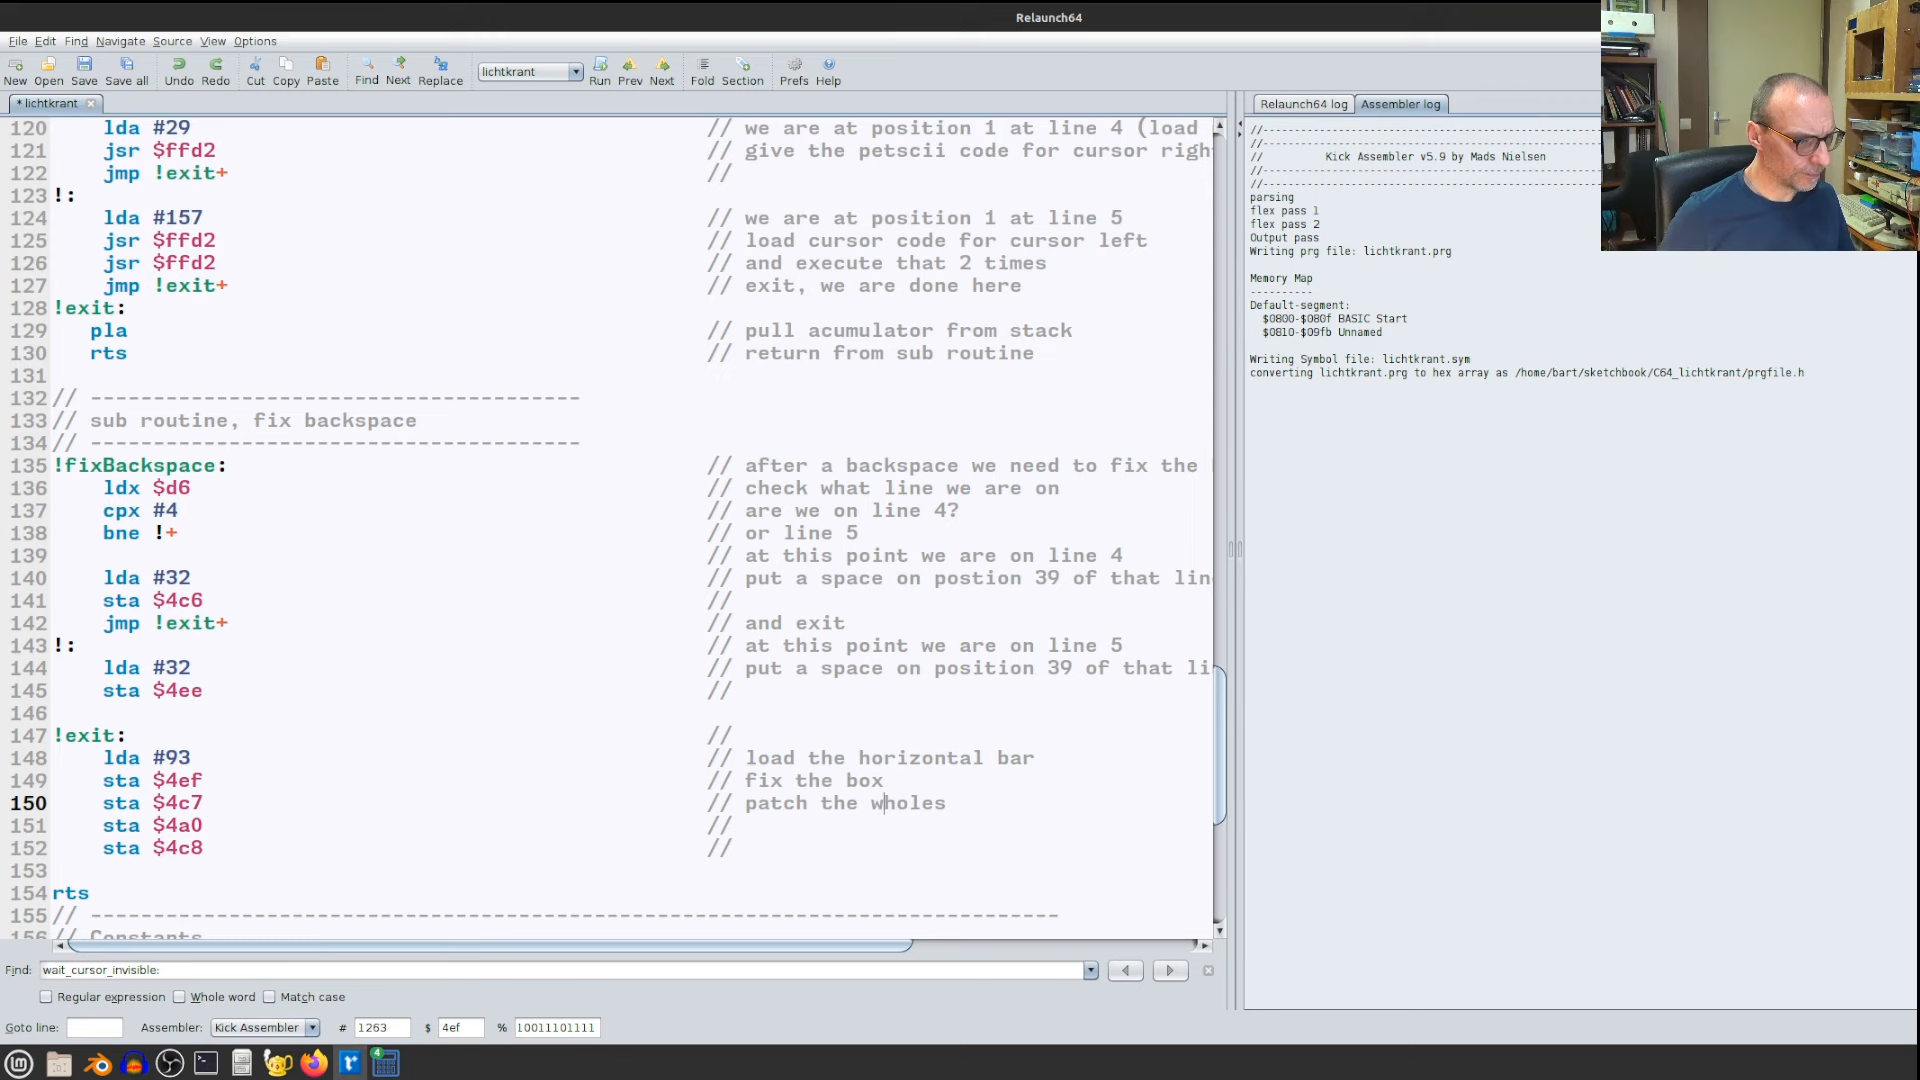 Relaunch64
File Edit Find Navigate Source View Options
New Open Save Save all Undo Redo Cut Copy Paste Find Next Replace lichtkrant Run Prev Next Fold Section Prefs Help
* lichtkrant
120 lda #29 // we are at position 1 at line 4 (load
121 jsr $ffd2 // give the petscii code for cursor righ
122 jmp !exit+ //
123 !:
124 lda #157 // we are at position 1 at line 5
125 jsr $ffd2 // load cursor code for cursor left
126 jsr $ffd2 // and execute that 2 times
127 jmp !exit+ // exit, we are done here
128 !exit:
129 pla // pull acumulator from stack
130 rts // return from sub routine
131
132 // ---------------------------------------
133 // sub routine, fix backspace
134 // ---------------------------------------
135 !fixBackspace: // after a backspace we need to fix the
136 ldx $d6 // check what line we are on
137 cpx #4 // are we on line 4?
138 bne !+ // or line 5
139 // at this point we are on line 4
140 lda #32 // put a space on postion 39 of that lin
141 sta $4c6 //
142 jmp !exit+ // and exit
143 !: // at this point we are on line 5
144 lda #32 // put a space on position 39 of that li
145 sta $4ee //
146
147 !exit: //
148 lda #93 // load the horizontal bar
149 sta $4ef // fix the box
150 sta $4c7 // patch the wholes
151 sta $4a0 //
152 sta $4c8 //
153
154 rts
155 // -----------------------------------------------------------------------------
156 // Constants
Find: wait_cursor_invisible:
Regular expression Whole word Match case
Goto line: Assembler: Kick Assembler # 1263 $ 4ef % 10011101111
Relaunch64 log Assembler log
//------------------------------------------------------
//------------------------------------------------------
// Kick Assembler v5.9 by Mads Nielsen
//------------------------------------------------------
//------------------------------------------------------
parsing
flex pass 1
flex pass 2
Output pass
Writing prg file: lichtkrant.prg
Memory Map
----------
Default-segment:
$0800-$080f BASIC Start
$0810-$09fb Unnamed
Writing Symbol file: lichtkrant.sym
converting lichtkrant.prg to hex array as /home/bart/sketchbook/C64_lichtkrant/prgfile.h
4